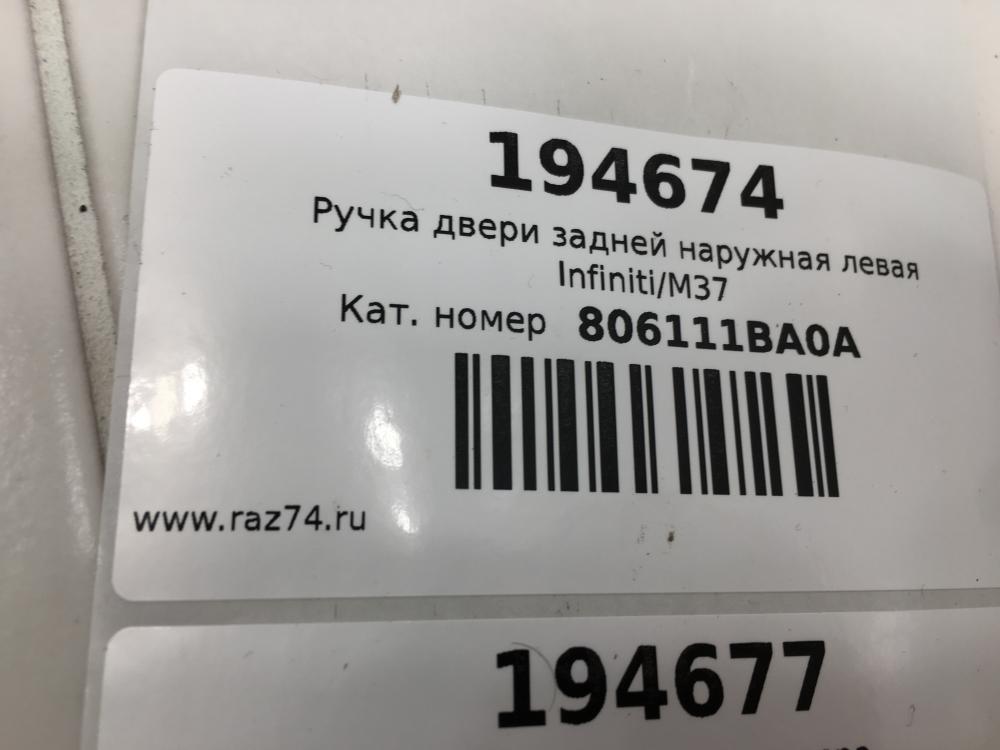 194674
Ручка двери задней наружная левая
Infiniti/M37
Кат. номер 806111BA0A
www.raz74.ru
194677